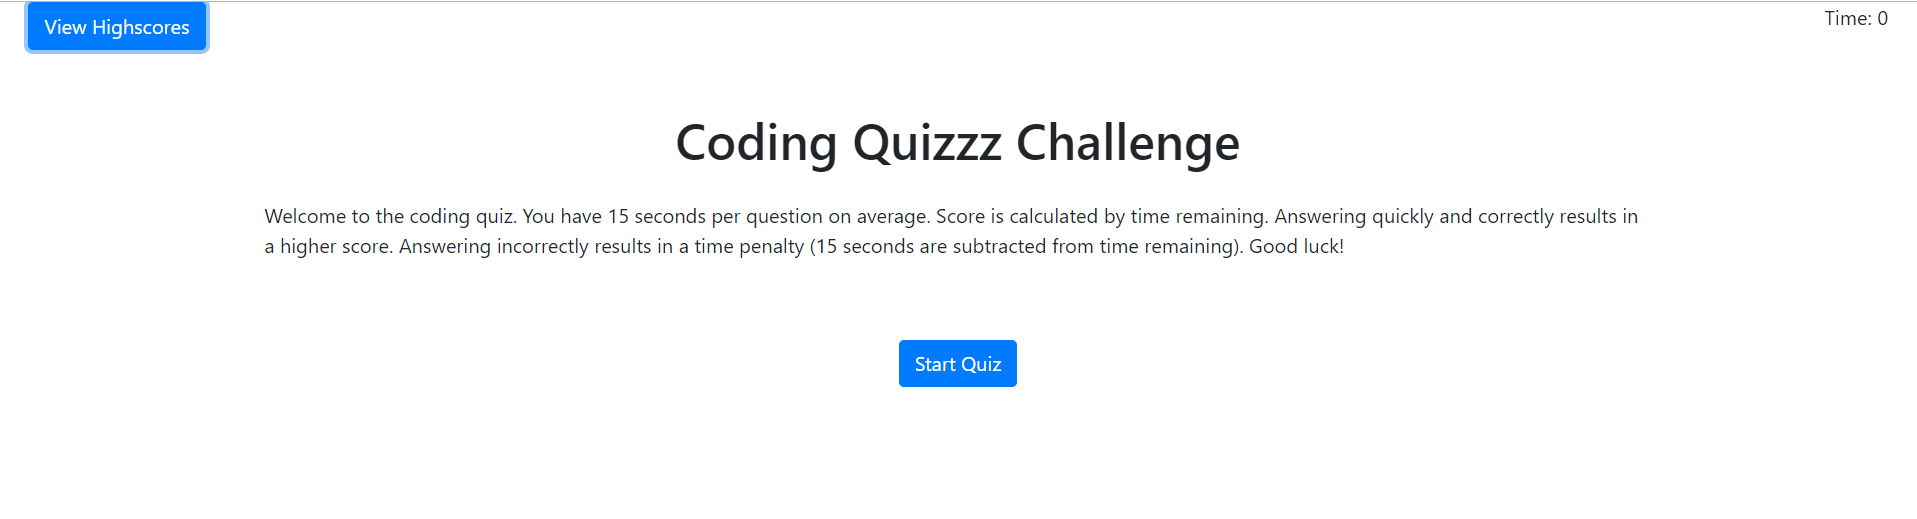 View Highscores
Time: 0
Coding Quizzz Challenge
Welcome to the coding quiz. You have 15 seconds per question on average. Score is calculated by time remaining. Answering quickly and correctly results in
a higher score. Answering incorrectly results in a time penalty (15 seconds are subtracted from time remaining). Good luck!
Start Quiz